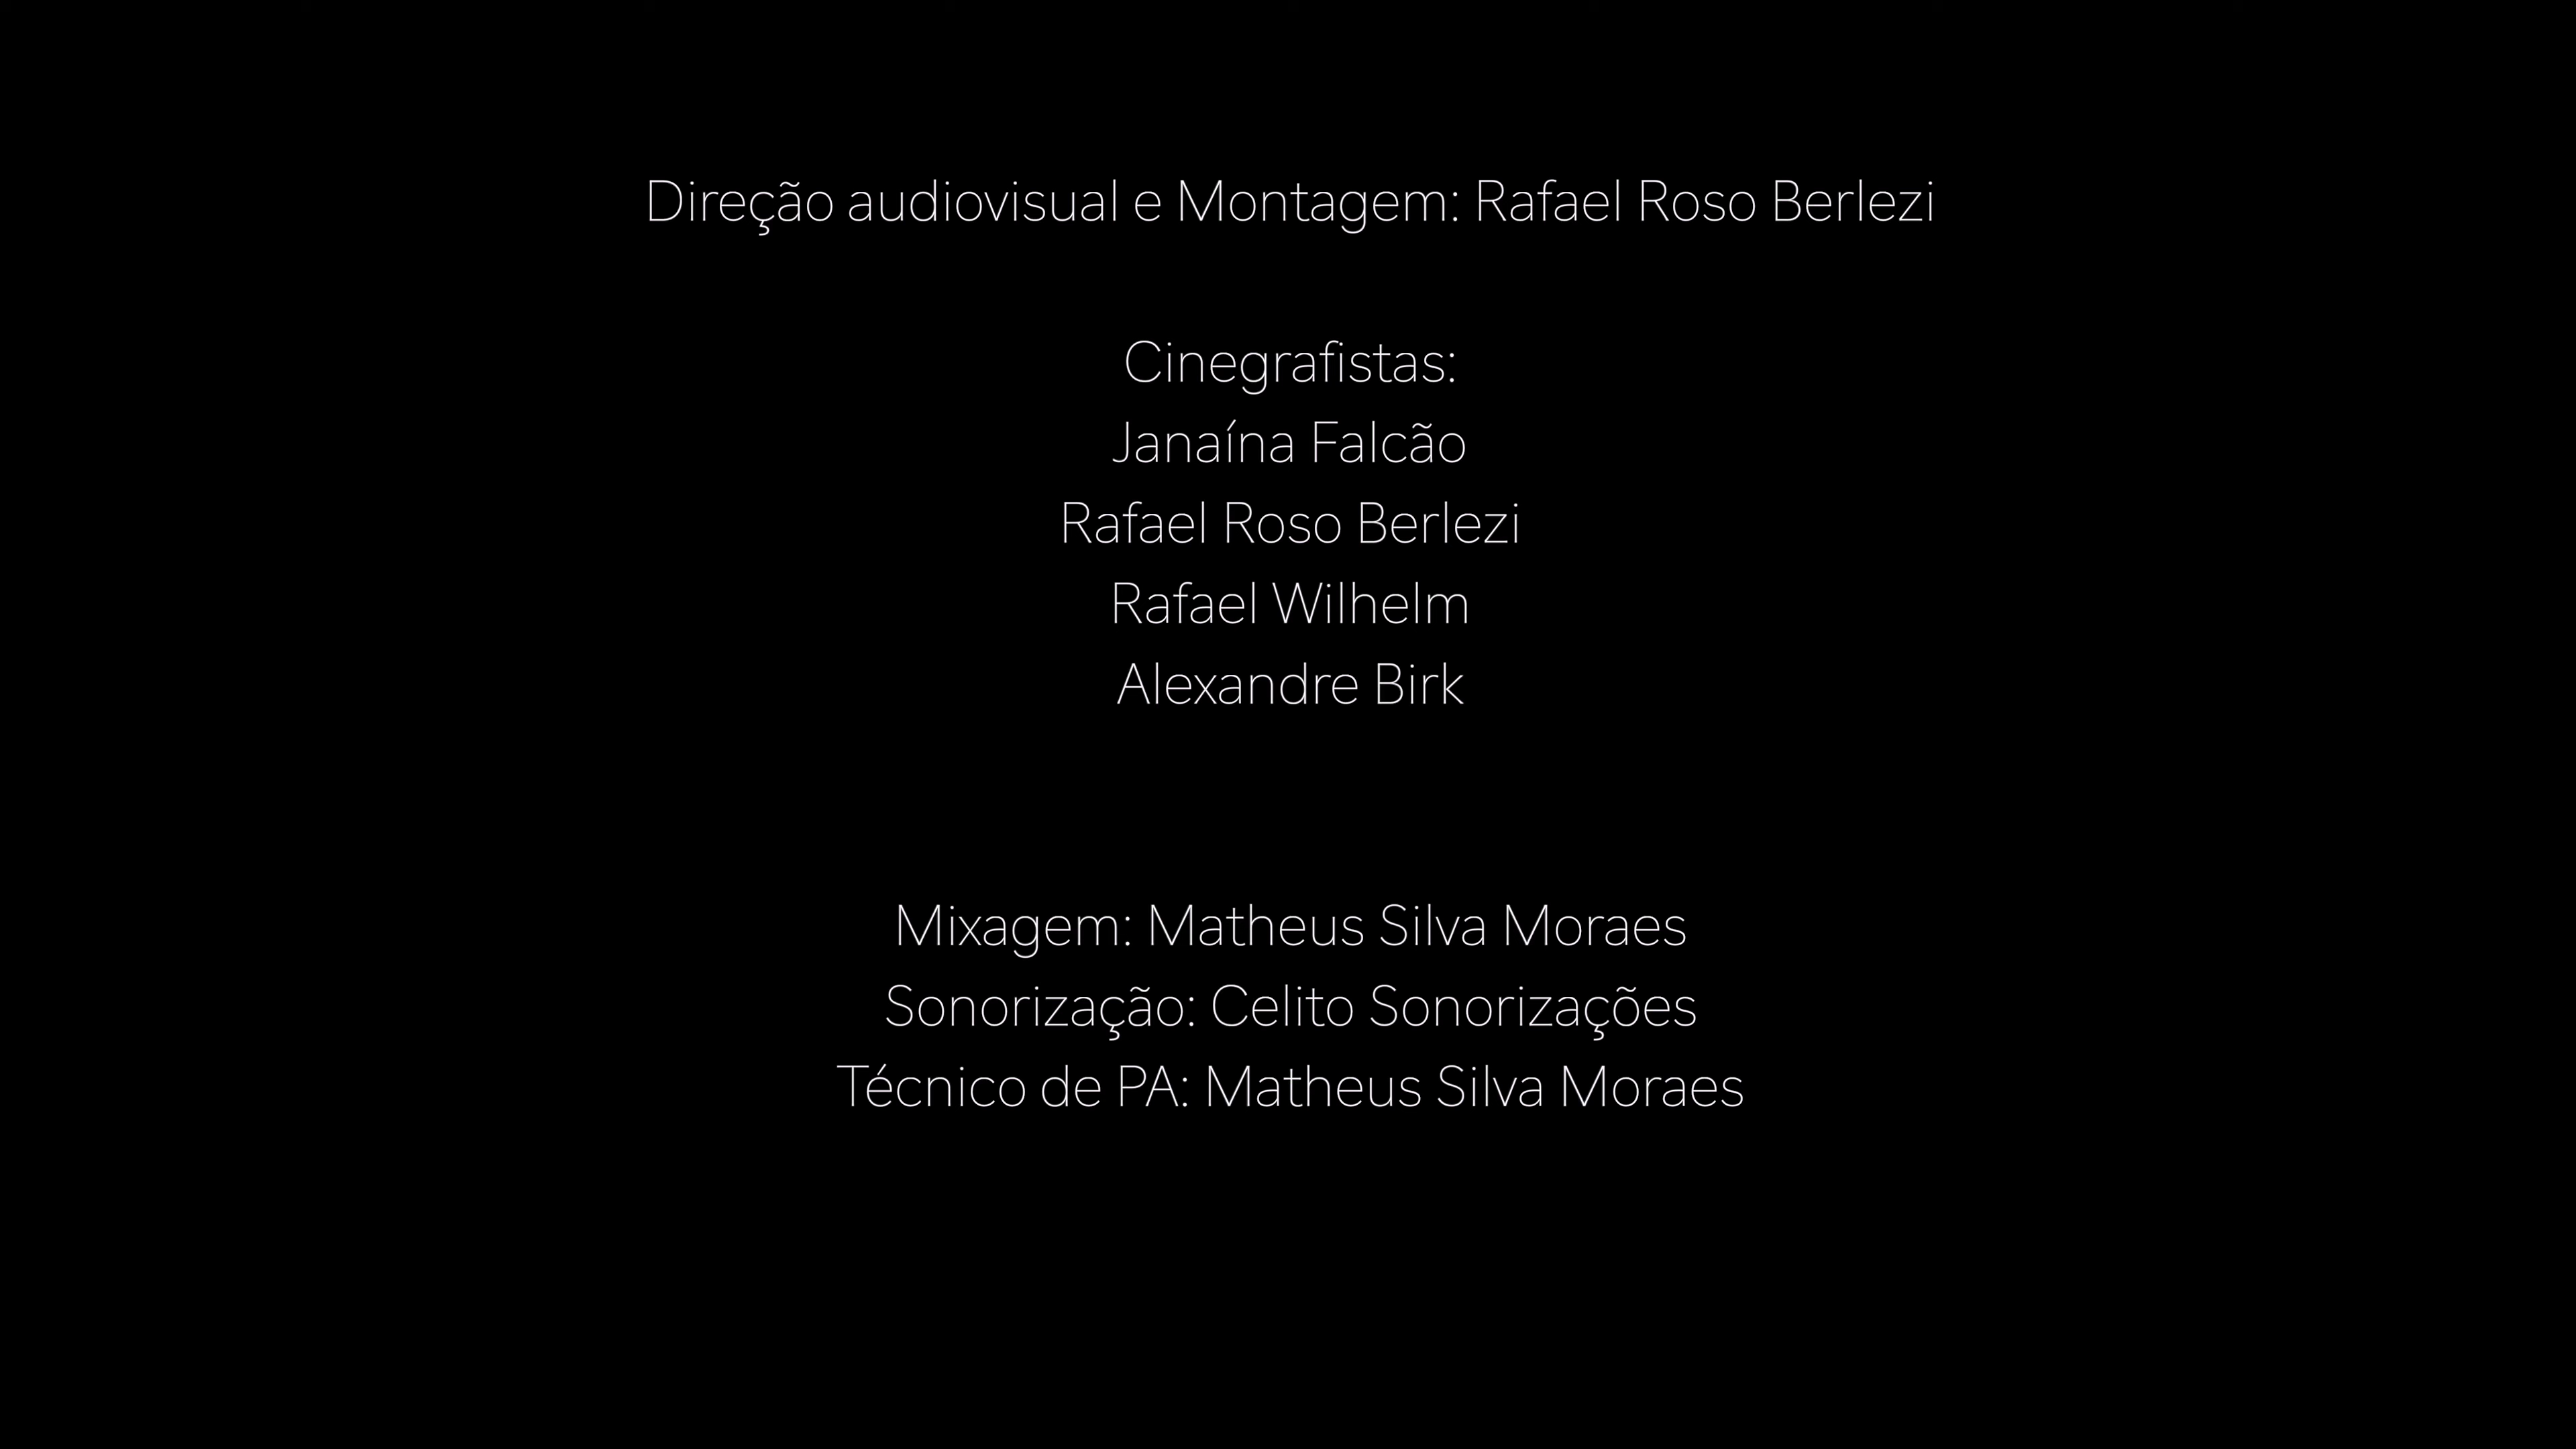 Direção audiovisual e Montagem: Rafael Roso Berlezi
Cinegrafistas:
Janaína Falcão
Rafael Roso Berlezi
Rafael Wilhelm
Alexandre Birk
Mixagem: Matheus Silva Moraes
Sonorização: Celito Sonorizações
Técnico de PA: Matheus Silva Moraes